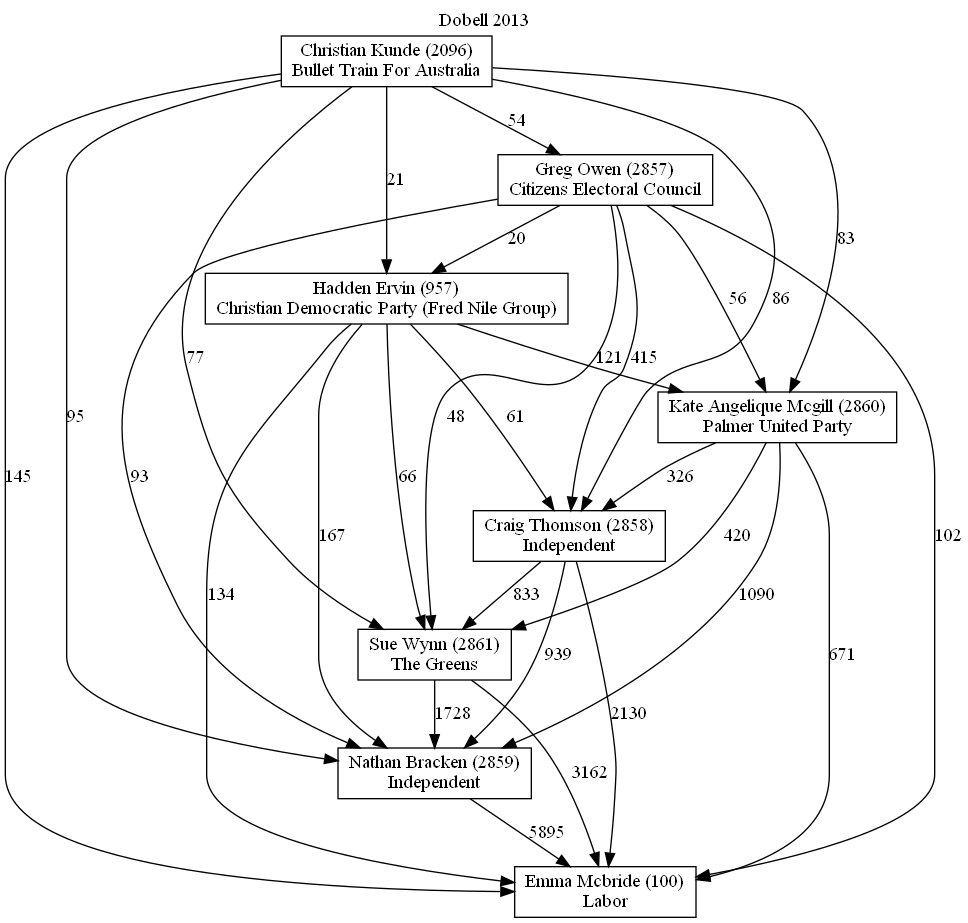 Dobell 2013
Christian Kunde (2096)
Bullet Train For Australia
54
Greg Owen (2857)
Citizens Electoral Council
21
20
83
Hadden Ervin (957)
Christian Democratic Party (Fred Nile Group)
56
86
77
121
415
Kate Angelique Mcgill (2860)
Palmer United Party
95
48
61
145
93
66
326
Craig Thomson (2858)
Independent
167
420
102
134
833
1090
Sue Wynn (2861)
The Greens
939
671
1728
2130
Nathan Bracken (2859)
Independent
3162
5895
Emma Mcbride (100)
Labor